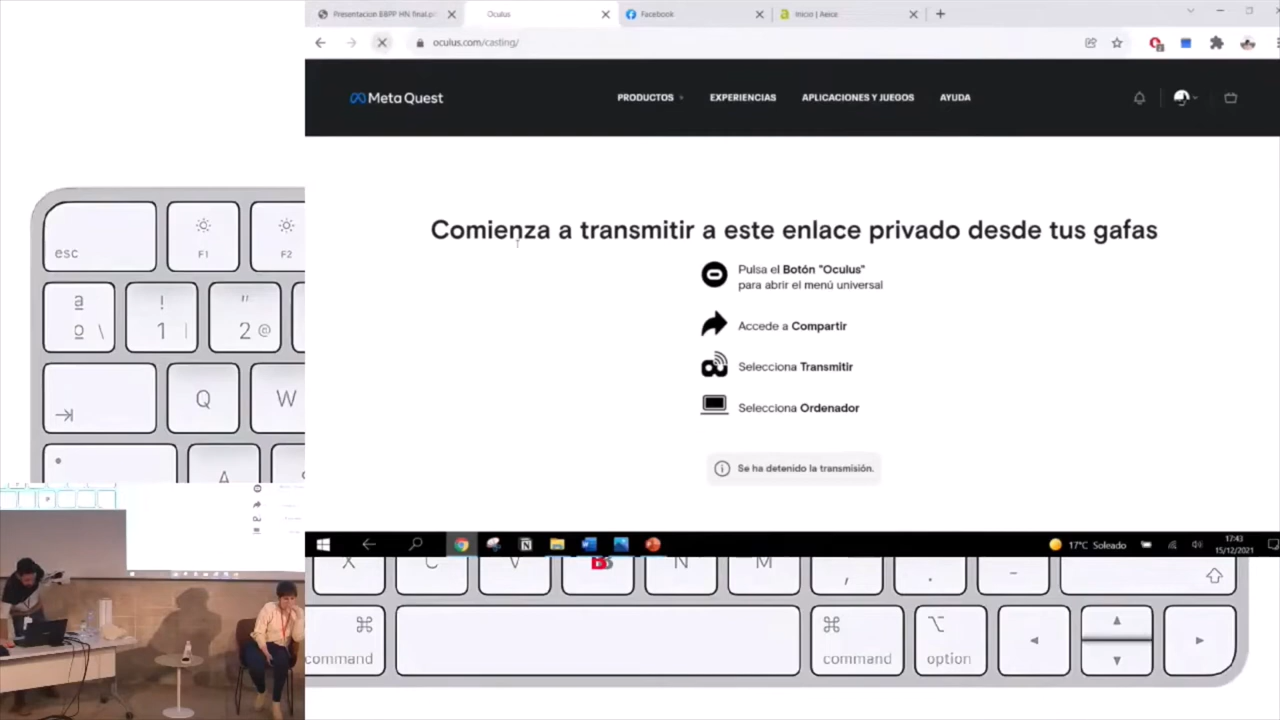 Presentacion EBPP HN final.p
Oculus
Facebook
Inicio | Aeice
oculus.com/casting/
Meta Quest
PRODUCTOS
EXPERIENCIAS
APLICACIONES Y JUEGOS
AYUDA
Comienza a transmitir a este enlace privado desde tus gafas
Pulsa el Botón "Oculus"
para abrir el menú universal
Accede a Compartir
Selecciona Transmitir
Selecciona Ordenador
Se ha detenido la transmisión.
17°C Soleado
17:43
15/12/2021
esc
F1
F2
ª
º \
!
1 |
"
2 @
Q
W
A
X
C
V
N
M
,
.
-
command
command
option